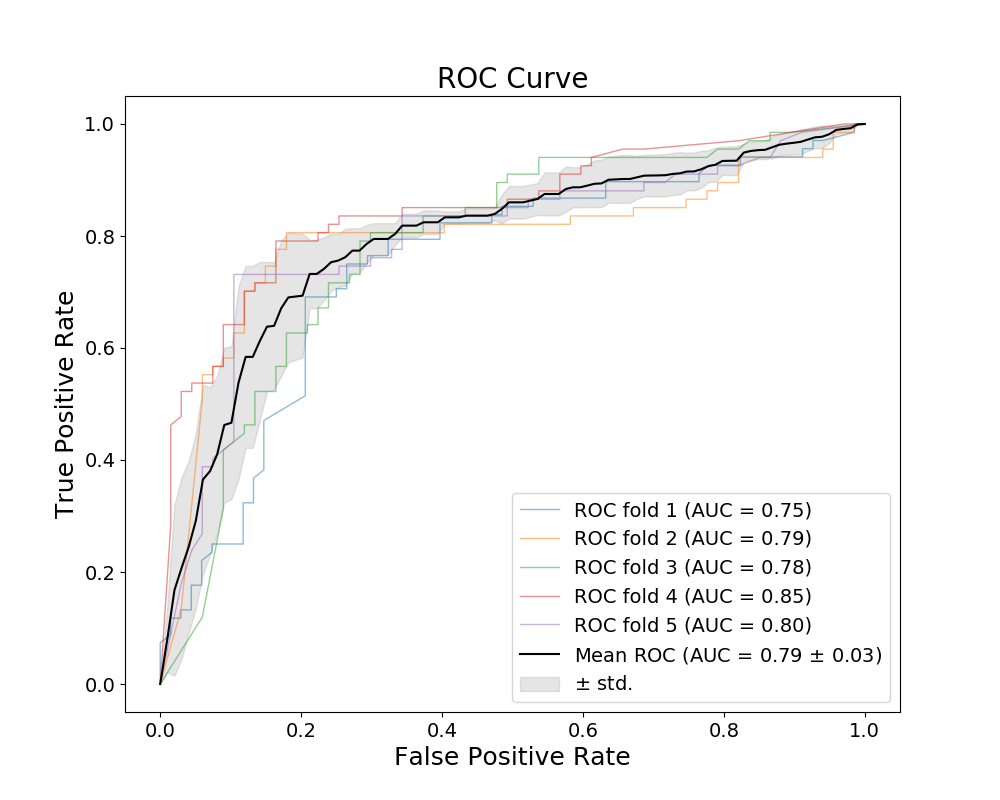 ROC Curve
1.0
0.8
0.6
0.4
0.2
0.0
True Positive Rate
ROC fold 1 (AUC = 0.75)
ROC fold 2 (AUC = 0.79)
ROC fold 3 (AUC = 0.78)
ROC fold 4 (AUC = 0.85)
ROC fold 5 (AUC = 0.80)
Mean ROC (AUC = 0.79 ± 0.03)
± std.
0.0 0.2 0.4 0.6 0.8 1.0
False Positive Rate